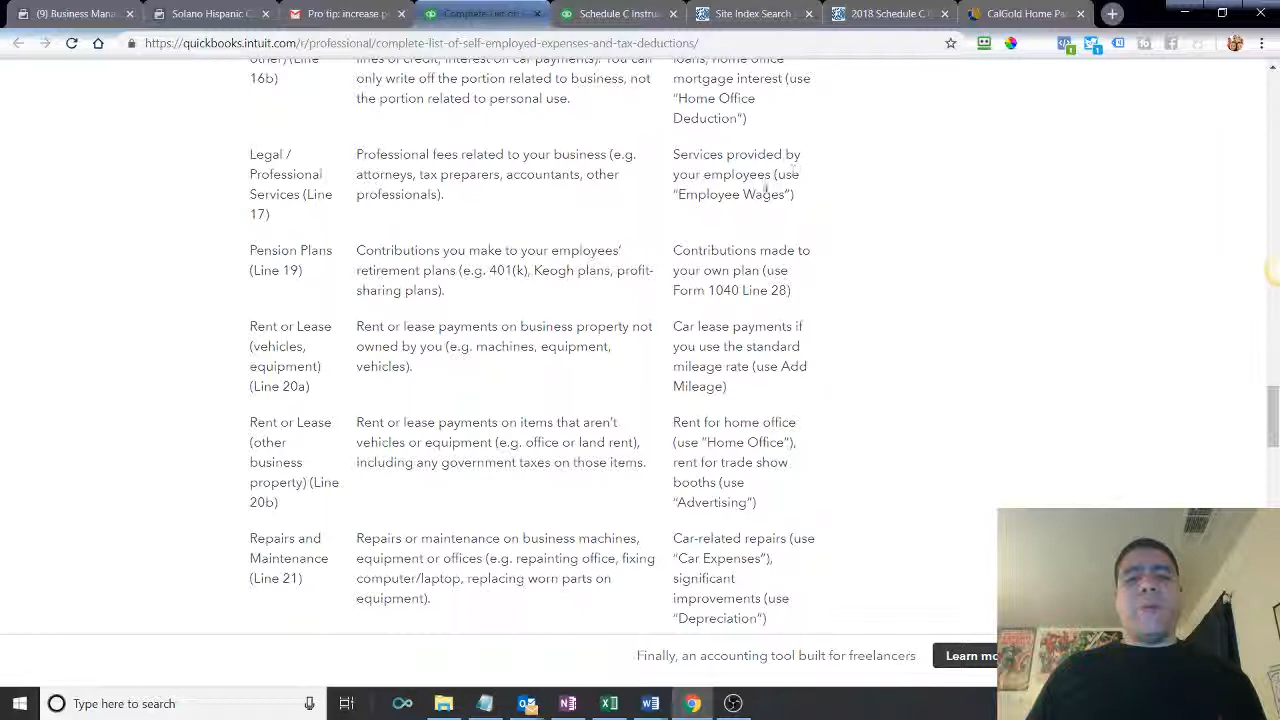 (9) Business Mana
Solano Hispanic C
Pro tip: increase p
Complete List of
Schedule C Instru
Site Index Search
2018 Schedule C
CalGold Home Pa
https://quickbooks.intuit.com/r/professional
te-list-of-self-employed-expenses-and-tax-deductions/
other) (Line
16b)
lines of credit, interest on car payments). You can
only write off the portion related to business, not
the portion related to personal use.
loans, home office
mortgage interest (use
“Home Office
Deduction”)
Legal /
Professional
Services (Line
17)
Professional fees related to your business (e.g.
attorneys, tax preparers, accountants, other
professionals).
Services provided by
your employees (use
“Employee Wages”)
Pension Plans
(Line 19)
Contributions you make to your employees’
retirement plans (e.g. 401(k), Keogh plans, profit-
sharing plans).
Contributions made to
your own plan (use
Form 1040 Line 28)
Rent or Lease
(vehicles,
equipment)
(Line 20a)
Rent or lease payments on business property not
owned by you (e.g. machines, equipment,
vehicles).
Car lease payments if
you use the standard
mileage rate (use Add
Mileage)
Rent or Lease
(other
business
property) (Line
20b)
Rent or lease payments on items that aren’t
vehicles or equipment (e.g. office or land rent),
including any government taxes on those items.
Rent for home office
(use “Home Office”),
rent for trade show
booths (use
“Advertising”)
Repairs and
Maintenance
(Line 21)
Repairs or maintenance on business machines,
equipment or offices (e.g. repainting office, fixing
computer/laptop, replacing worn parts on
equipment).
Car-related repairs (use
“Car Expenses”),
significant
improvements (use
“Depreciation”)
Finally, an accounting tool built for freelancers
Learn mo
Type here to search